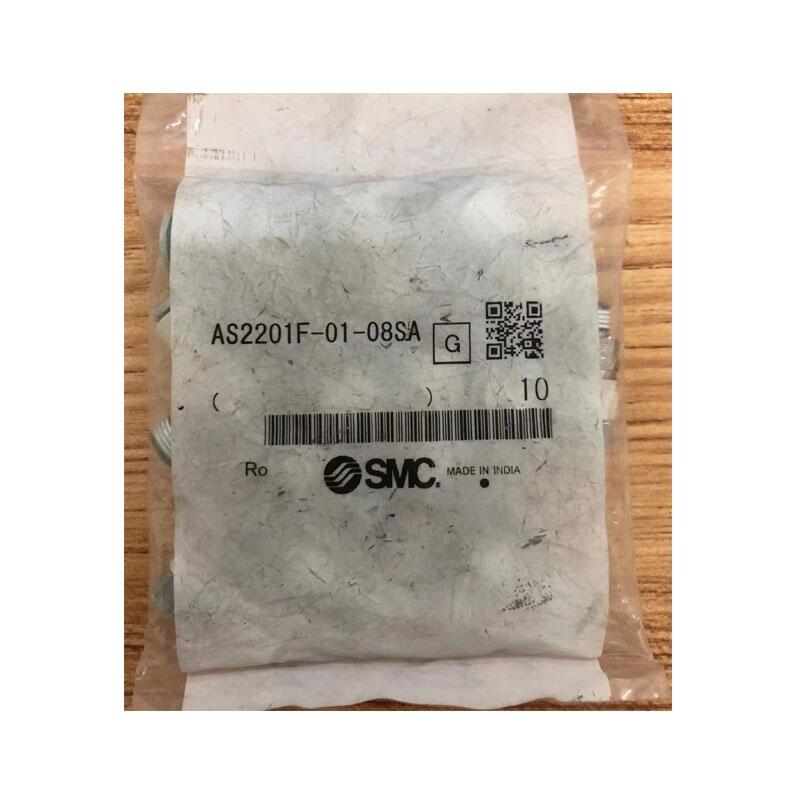 AS2201F-01-08SA G
( ) 10
Ro SMC. MADE IN INDIA